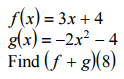 f(x) = 3x + 4
g(x) = –2x² – 4
Find (f + g)(8)